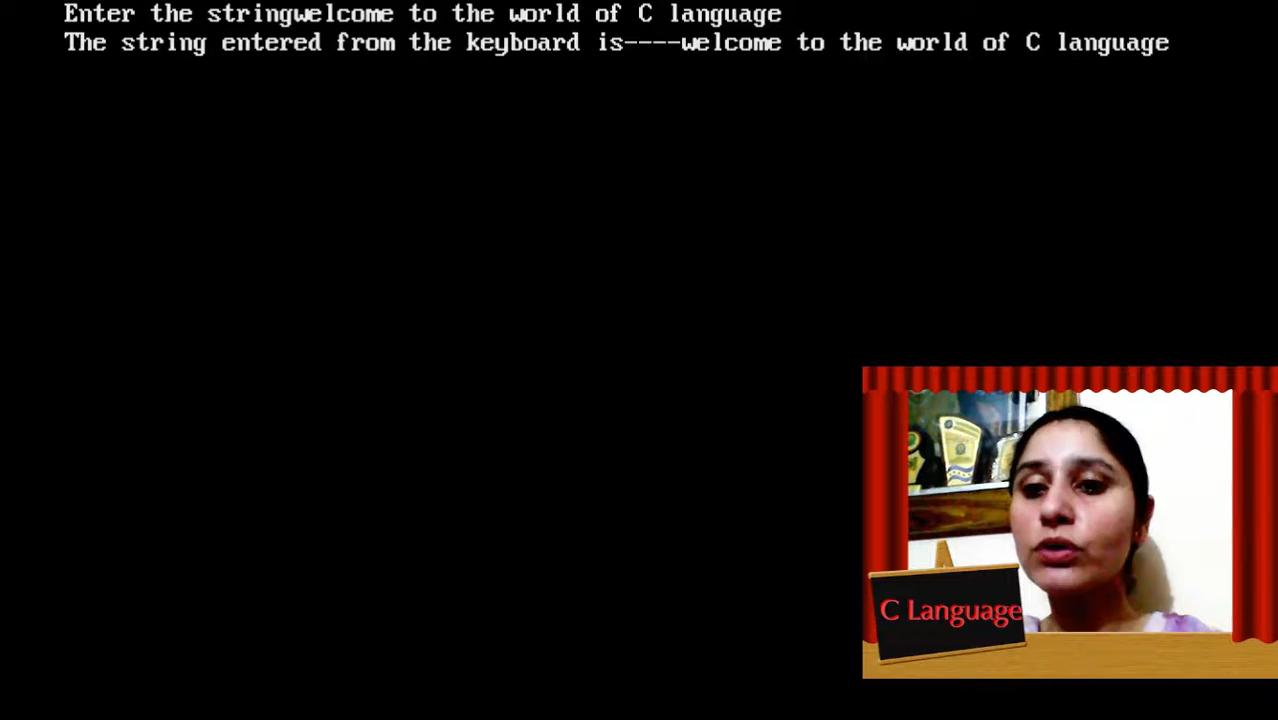 Enter the stringwelcome to the world of C language
The string entered from the keyboard is----welcome to the world of C language
C Language